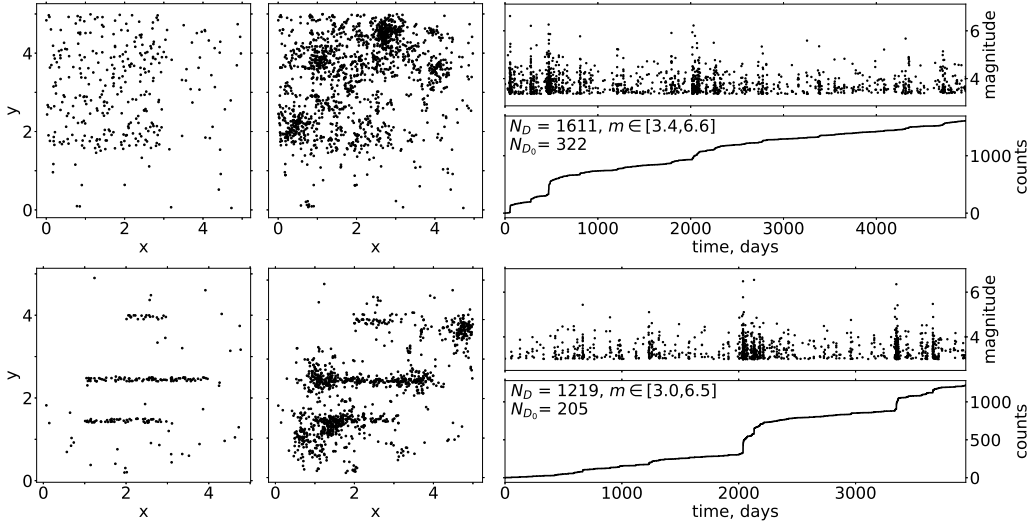 y
4
2
0
0
2
4
x
0
2
4
x
6
4
magnitude
N_D = 1611, m ∈ [3.4,6.6]
N_{D_0} = 322
1000
0
counts
0
1000
2000
3000
4000
time, days
y
4
2
0
0
2
4
x
0
2
4
x
6
4
magnitude
N_D = 1219, m ∈ [3.0,6.5]
N_{D_0} = 205
1000
500
0
counts
0
1000
2000
3000
time, days